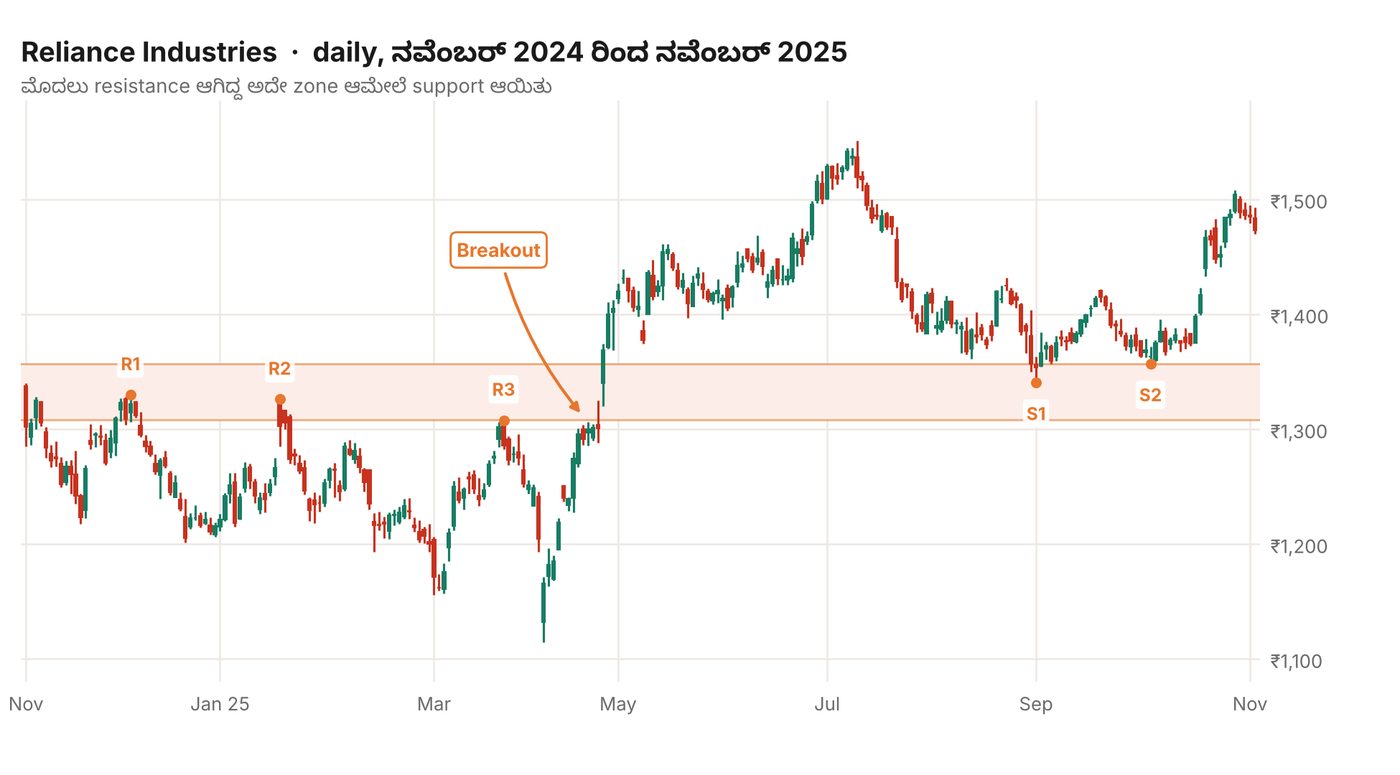 Reliance Industries · daily, ನವೆಂಬರ್ 2024 ರಿಂದ ನವೆಂಬರ್ 2025
ಮೊದಲು resistance ಆಗಿದ್ದ ಅದೇ zone ಆಮೇಲೆ support ಆಯಿತು
₹1,500
Breakout
₹1,400
R1
R2
R3
S2
S1
₹1,300
₹1,200
₹1,100
Nov
Jan 25
Mar
May
Jul
Sep
Nov